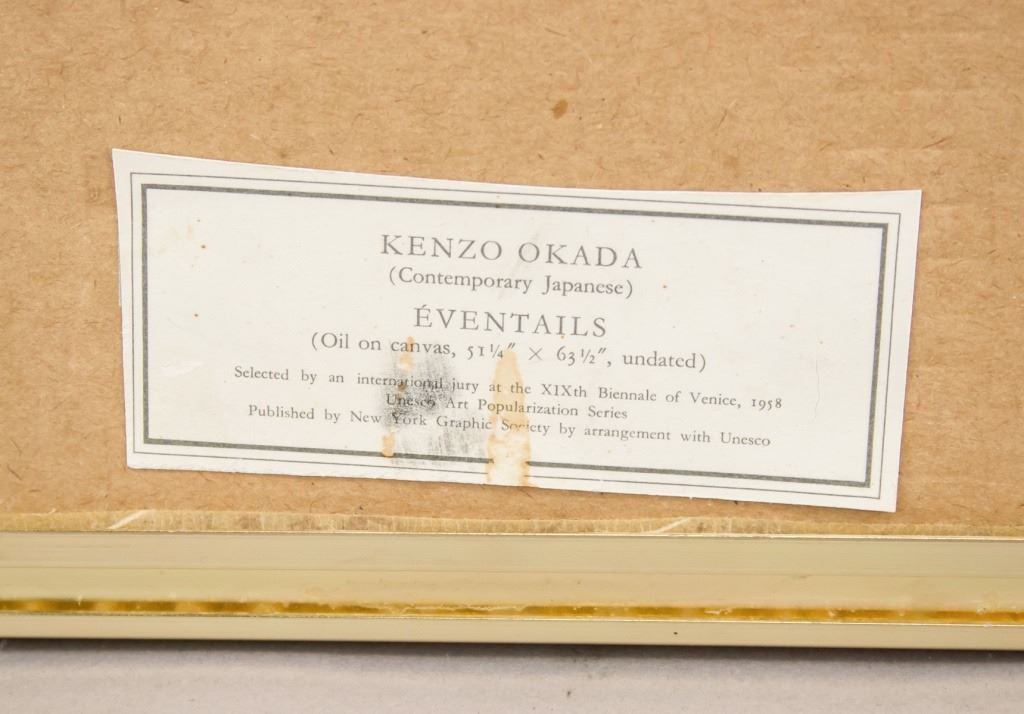 KENZO OKADA
(Contemporary Japanese)
ÉVENTAILS
(Oil on canvas, 51¼" × 63½", undated)
Selected by an international jury at the XIXth Biennale of Venice, 1958
Unesco Art Popularization Series
Published by New York Graphic Society by arrangement with Unesco